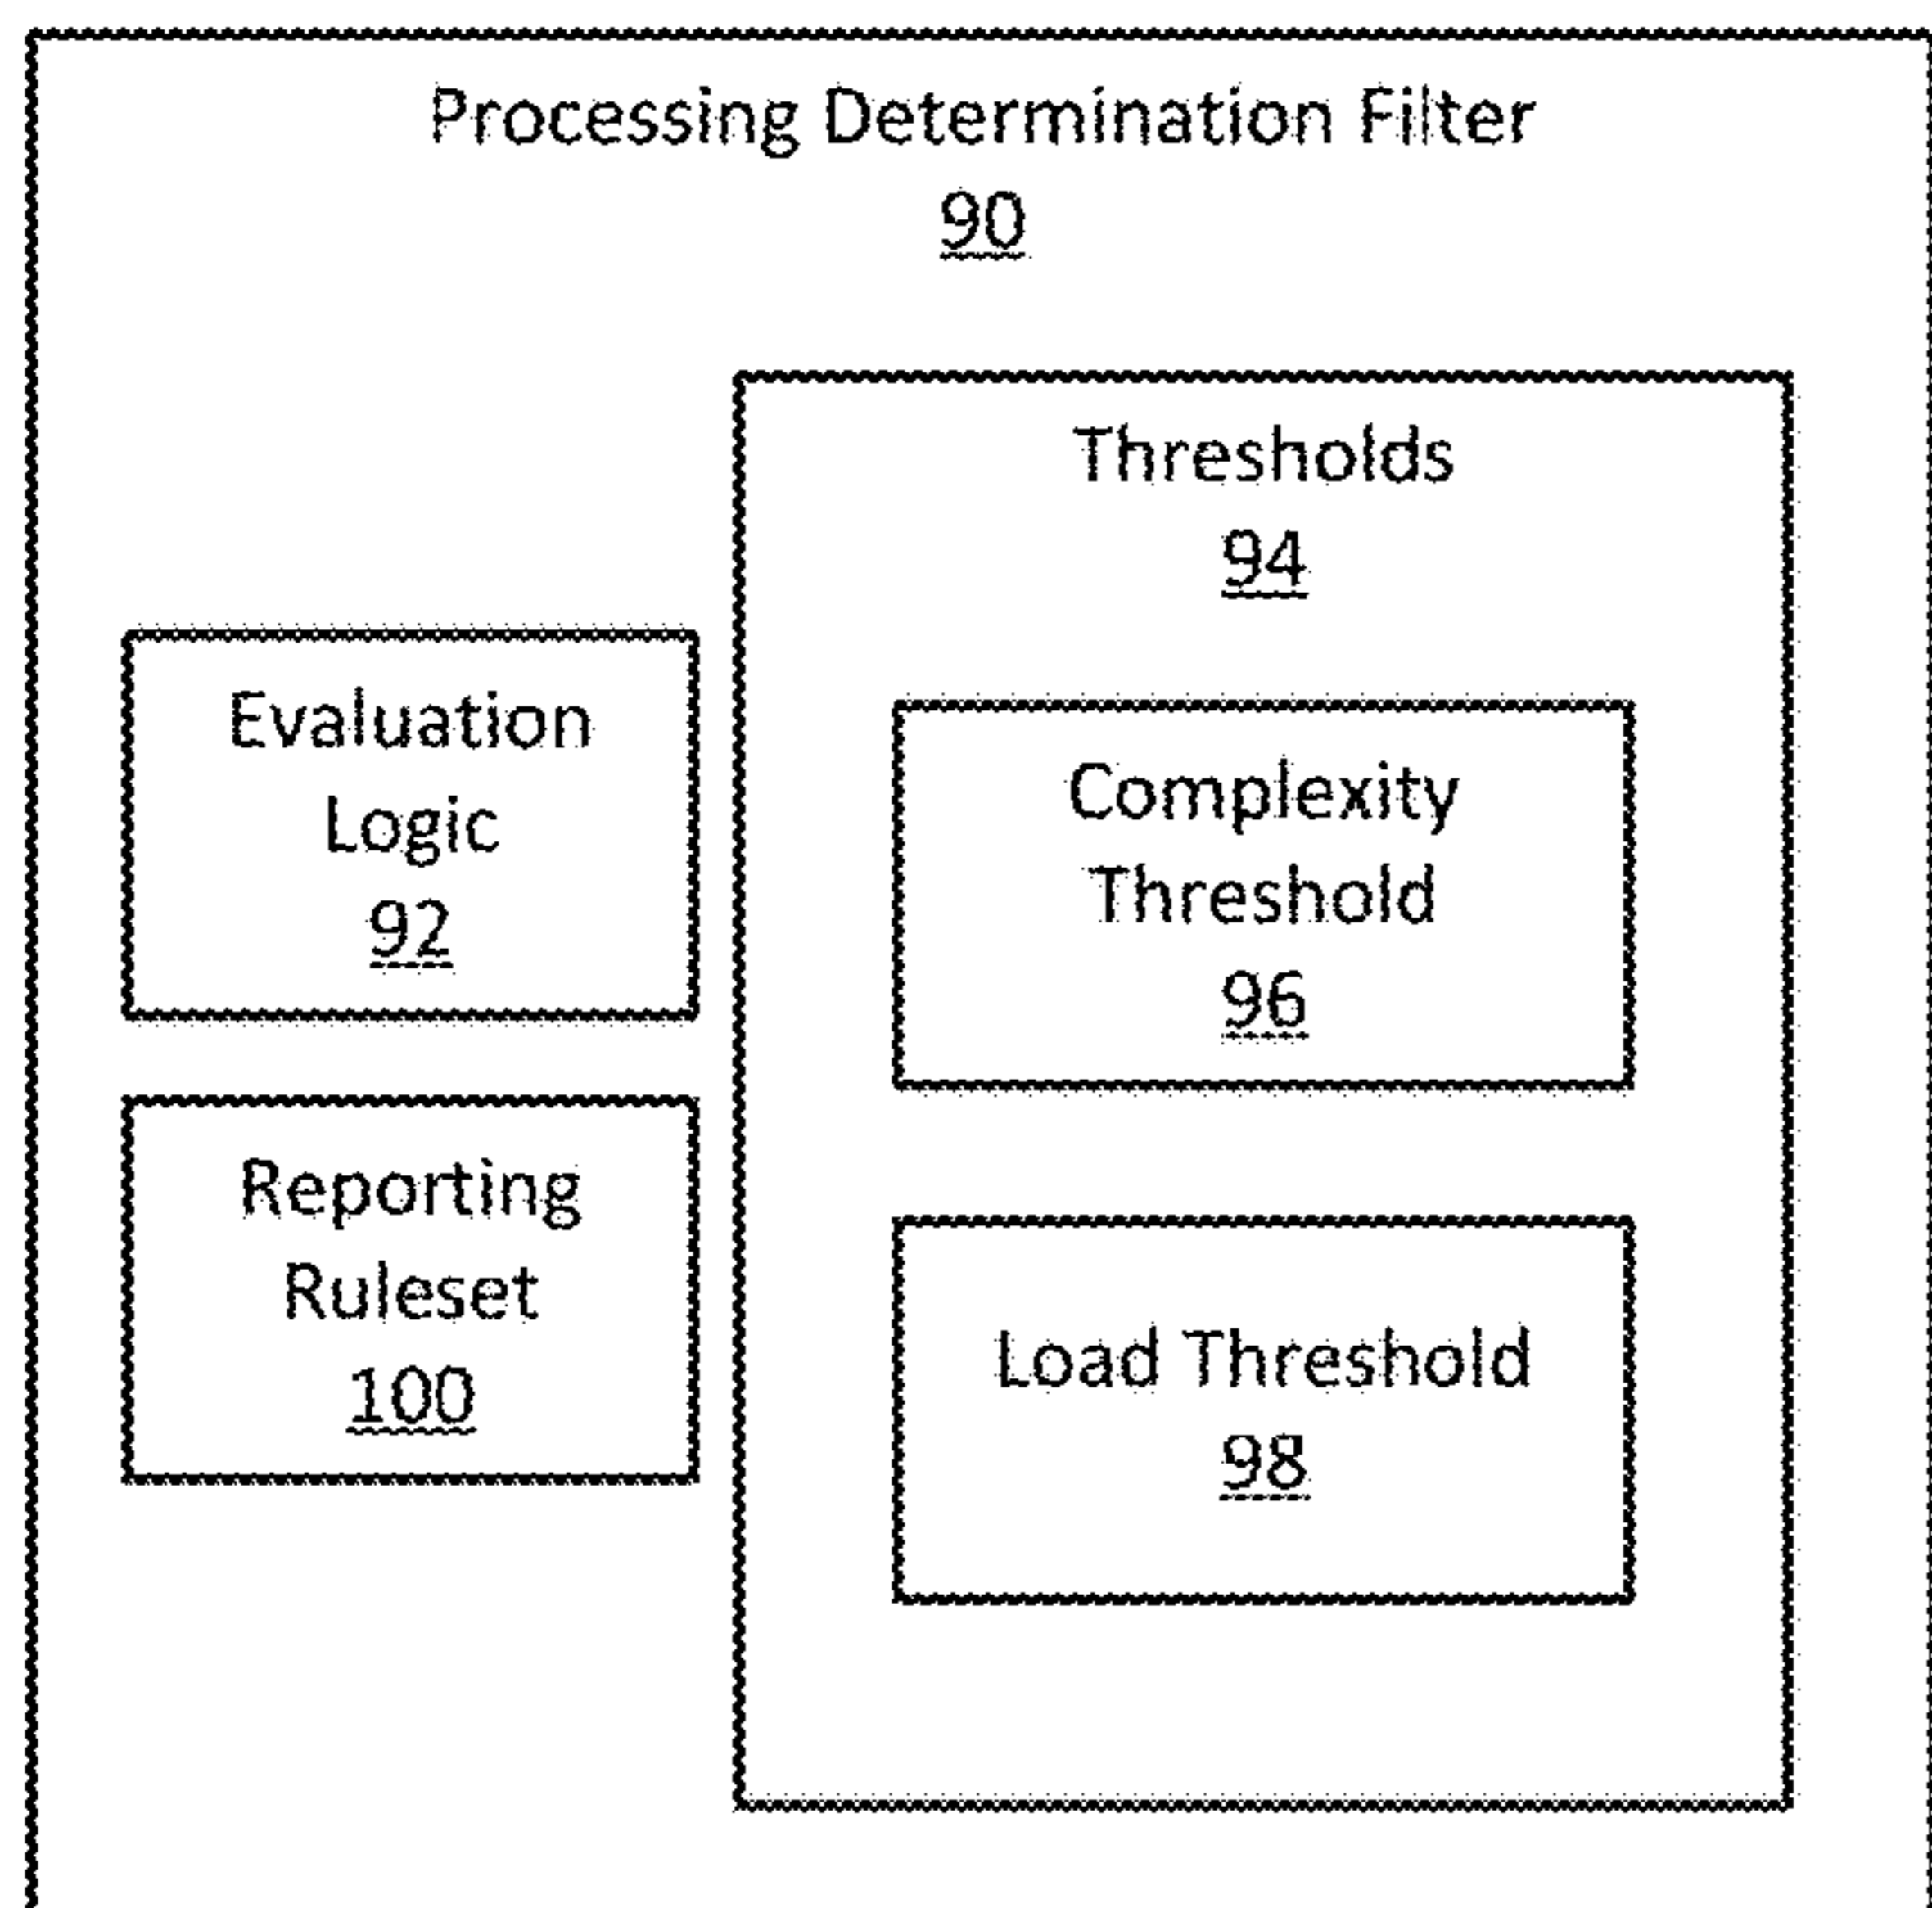 Processing Determination Filter
90
Evaluation
Logic
92
Reporting
Ruleset
100
Thresholds
94
Complexity
Threshold
96
Load Threshold
98